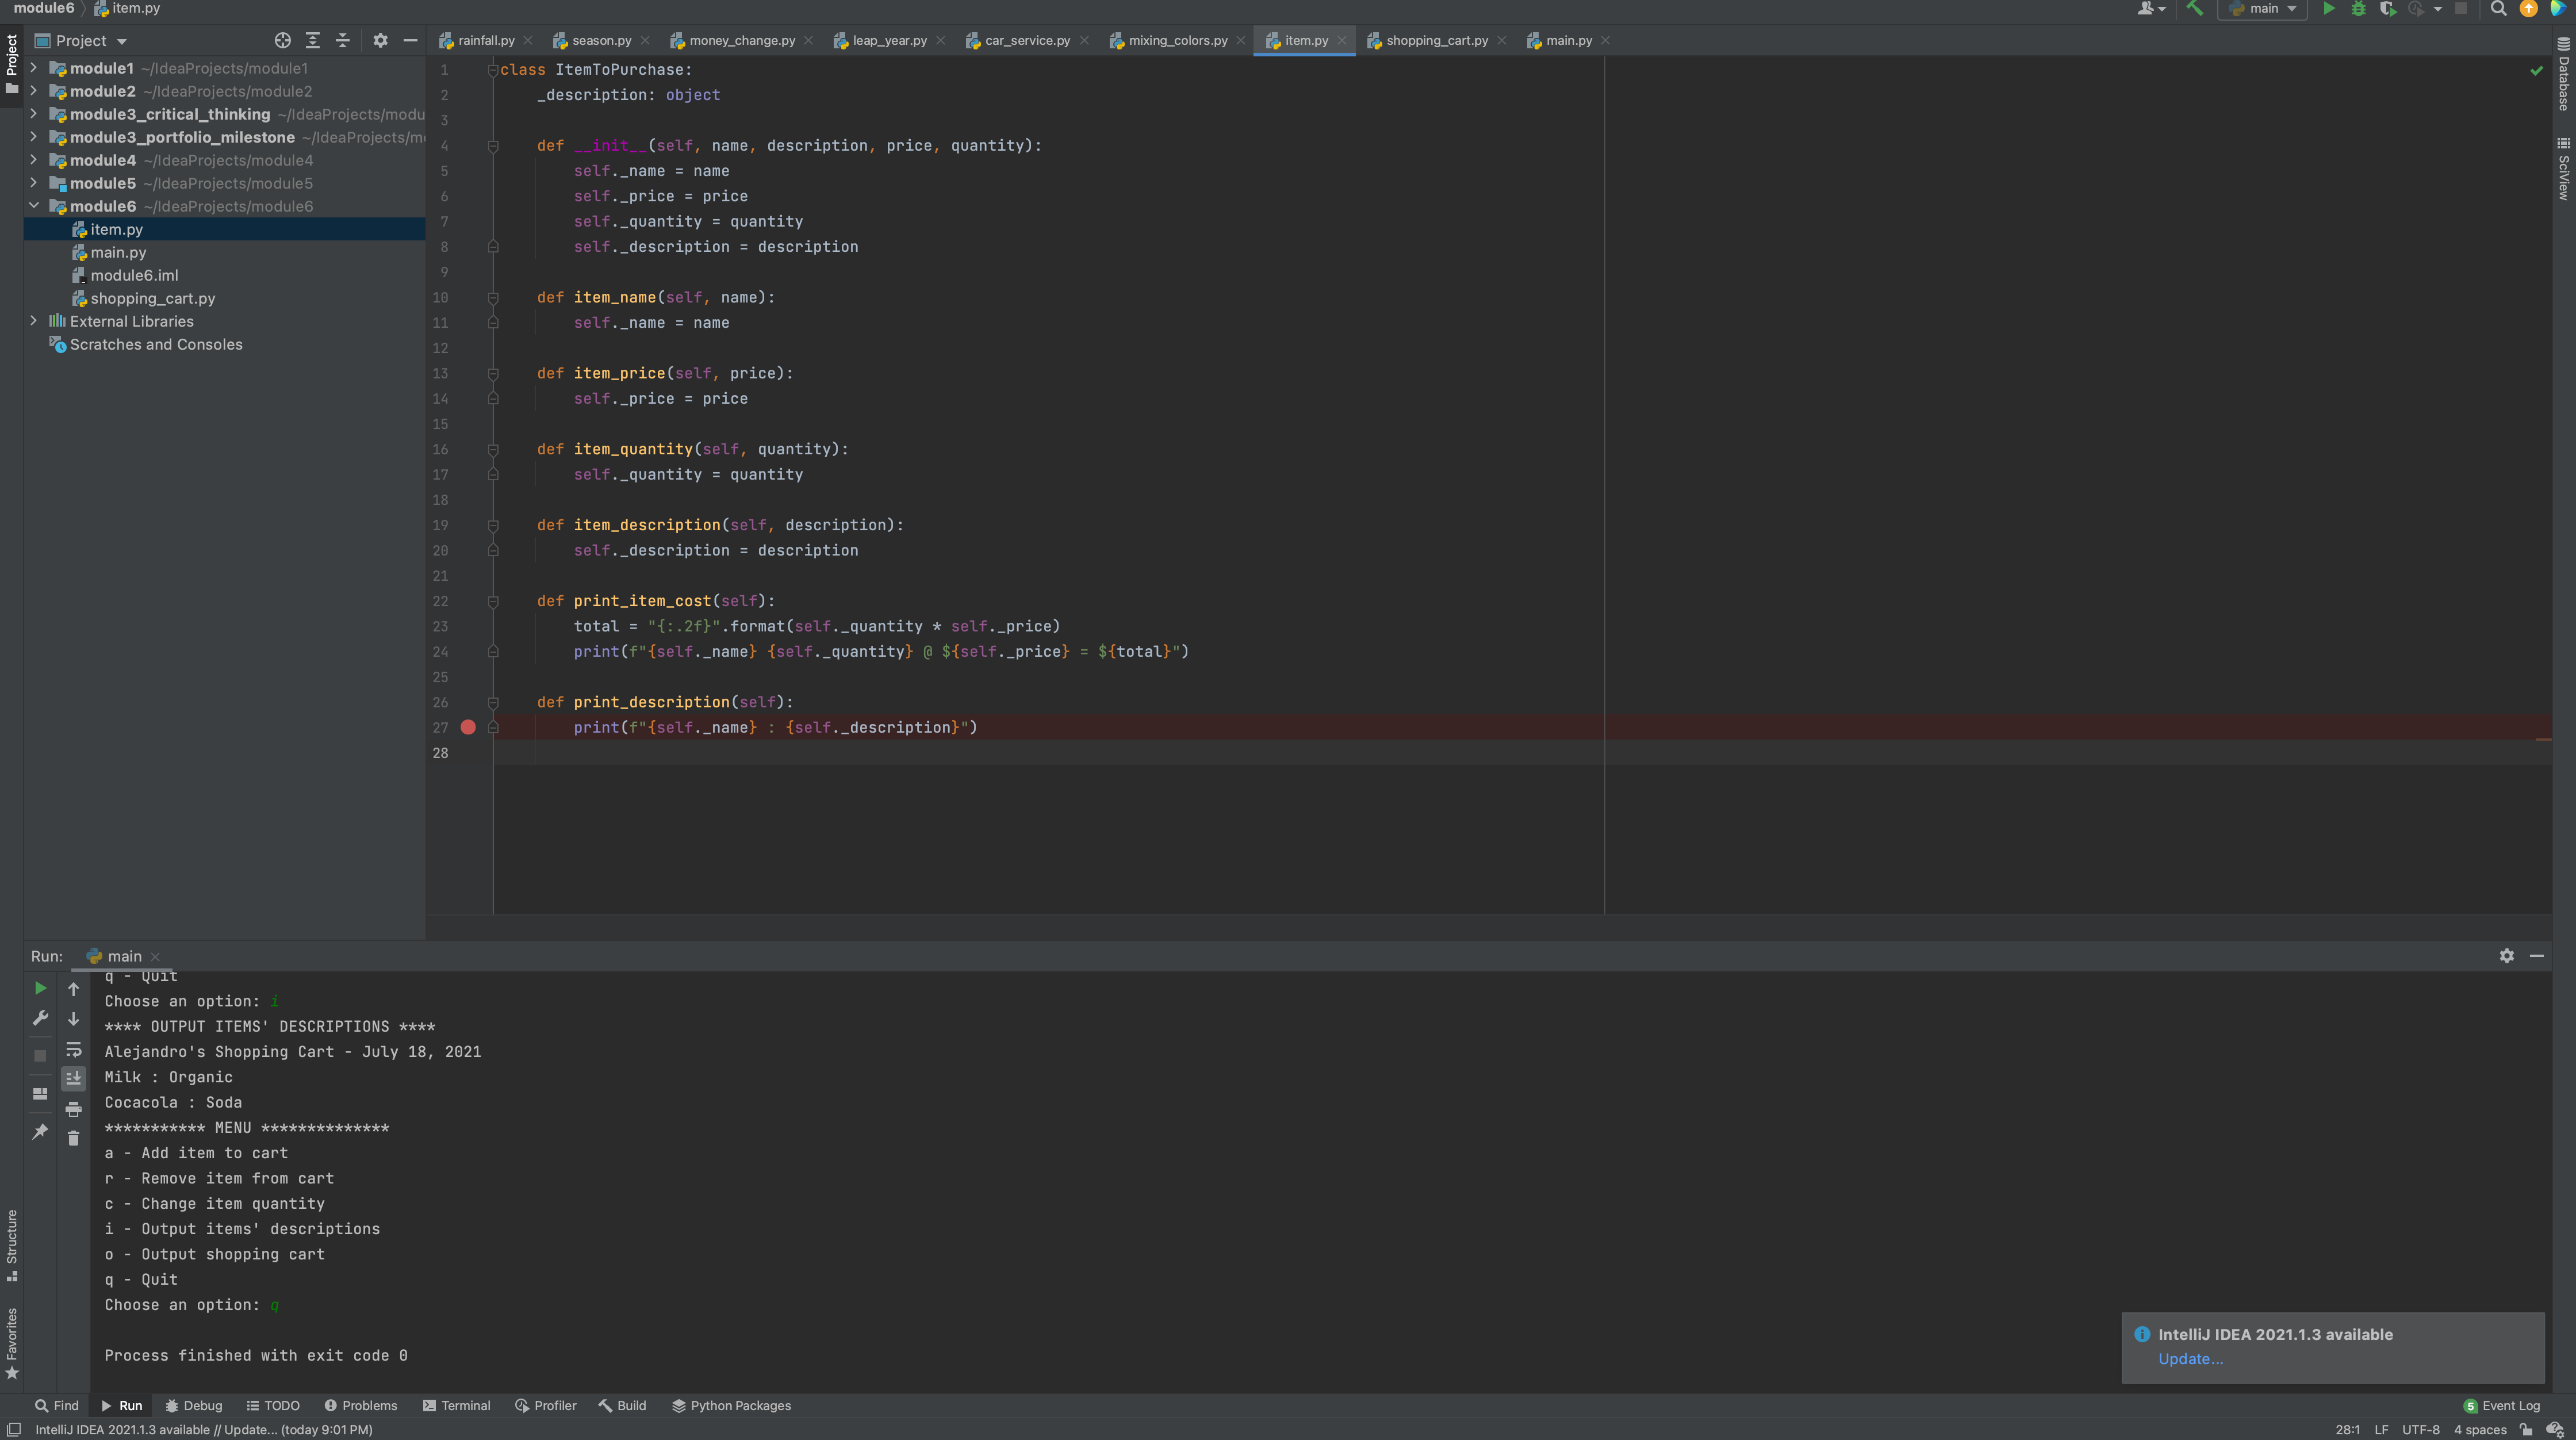 module6 〉 item.py
main
Project
rainfall.py season.py money_change.py leap_year.py car_service.py mixing_colors.py item.py shopping_cart.py main.py
Project
module1 ~/IdeaProjects/module1
module2 ~/IdeaProjects/module2
module3_critical_thinking ~/IdeaProjects/modu
module3_portfolio_milestone ~/IdeaProjects/m
module4 ~/IdeaProjects/module4
module5 ~/IdeaProjects/module5
module6 ~/IdeaProjects/module6
item.py
main.py
module6.iml
shopping_cart.py
External Libraries
Scratches and Consoles
1 class ItemToPurchase:
2     _description: object
3
4     def __init__(self, name, description, price, quantity):
5         self._name = name
6         self._price = price
7         self._quantity = quantity
8         self._description = description
9
10     def item_name(self, name):
11         self._name = name
12
13     def item_price(self, price):
14         self._price = price
15
16     def item_quantity(self, quantity):
17         self._quantity = quantity
18
19     def item_description(self, description):
20         self._description = description
21
22     def print_item_cost(self):
23         total = "{:.2f}".format(self._quantity * self._price)
24         print(f"{self._name} {self._quantity} @ ${self._price} = ${total}")
25
26     def print_description(self):
27         print(f"{self._name} : {self._description}")
28
Database
SciView
Run: main
q - Quit
Choose an option: i
**** OUTPUT ITEMS' DESCRIPTIONS ****
Alejandro's Shopping Cart - July 18, 2021
Milk : Organic
Cocacola : Soda
*********** MENU **************
a - Add item to cart
r - Remove item from cart
c - Change item quantity
i - Output items' descriptions
o - Output shopping cart
q - Quit
Choose an option: q
Process finished with exit code 0
Structure
Favorites
IntelliJ IDEA 2021.1.3 available
Update...
Find Run Debug TODO Problems Terminal Profiler Build Python Packages
5 Event Log
IntelliJ IDEA 2021.1.3 available // Update... (today 9:01 PM)
28:1 LF UTF-8 4 spaces